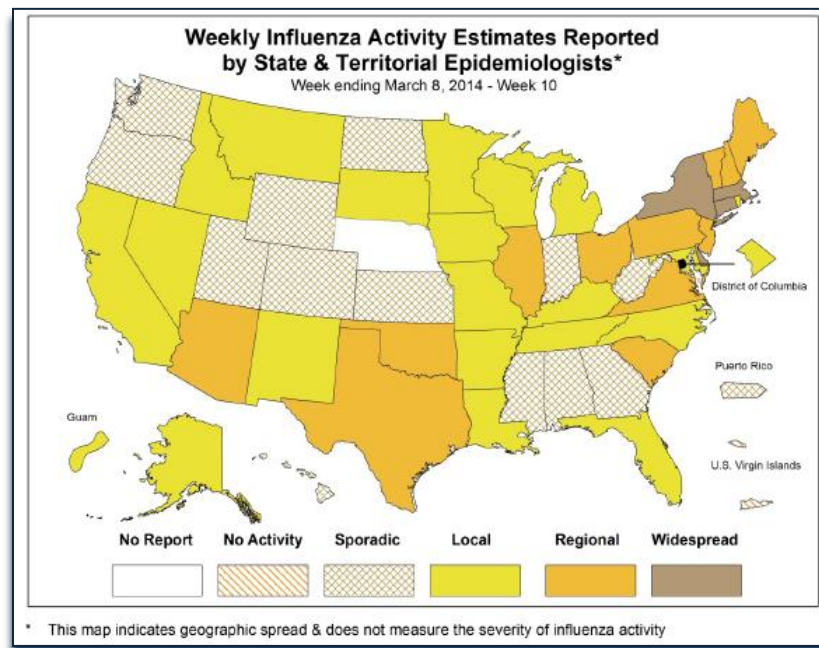 Weekly Influenza Activity Estimates Reported
by State & Territorial Epidemiologists*
Week ending March 8, 2014 - Week 10
District of Columbia
Puerto Rico
Guam
U.S. Virgin Islands
No Report No Activity Sporadic Local Regional Widespread
* This map indicates geographic spread & does not measure the severity of influenza activity